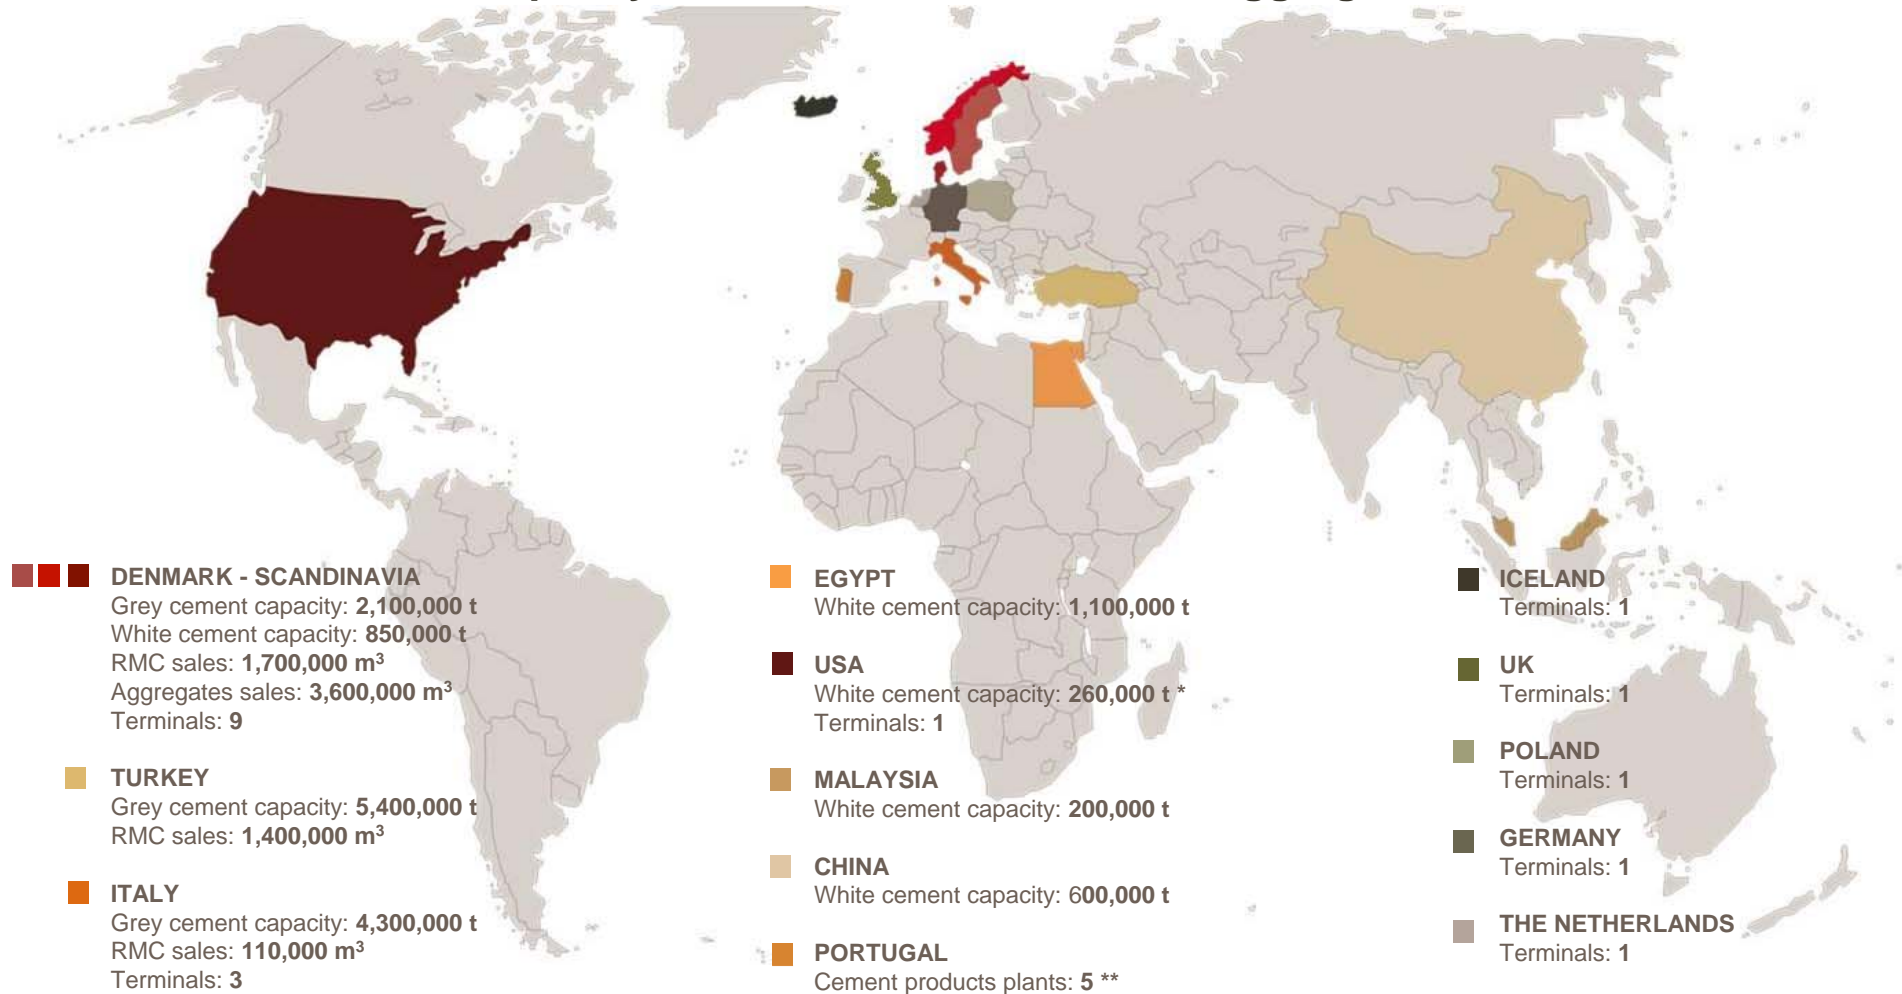 DENMARK - SCANDINAVIA
Grey cement capacity: 2,100,000 t
White cement capacity: 850,000 t
RMC sales: 1,700,000 m³
Aggregates sales: 3,600,000 m³
Terminals: 9
TURKEY
Grey cement capacity: 5,400,000 t
RMC sales: 1,400,000 m³
ITALY
Grey cement capacity: 4,300,000 t
RMC sales: 110,000 m³
Terminals: 3
EGYPT
White cement capacity: 1,100,000 t
USA
White cement capacity: 260,000 t *
Terminals: 1
MALAYSIA
White cement capacity: 200,000 t
CHINA
White cement capacity: 600,000 t
PORTUGAL
Cement products plants: 5 **
ICELAND
Terminals: 1
UK
Terminals: 1
POLAND
Terminals: 1
GERMANY
Terminals: 1
THE NETHERLANDS
Terminals: 1